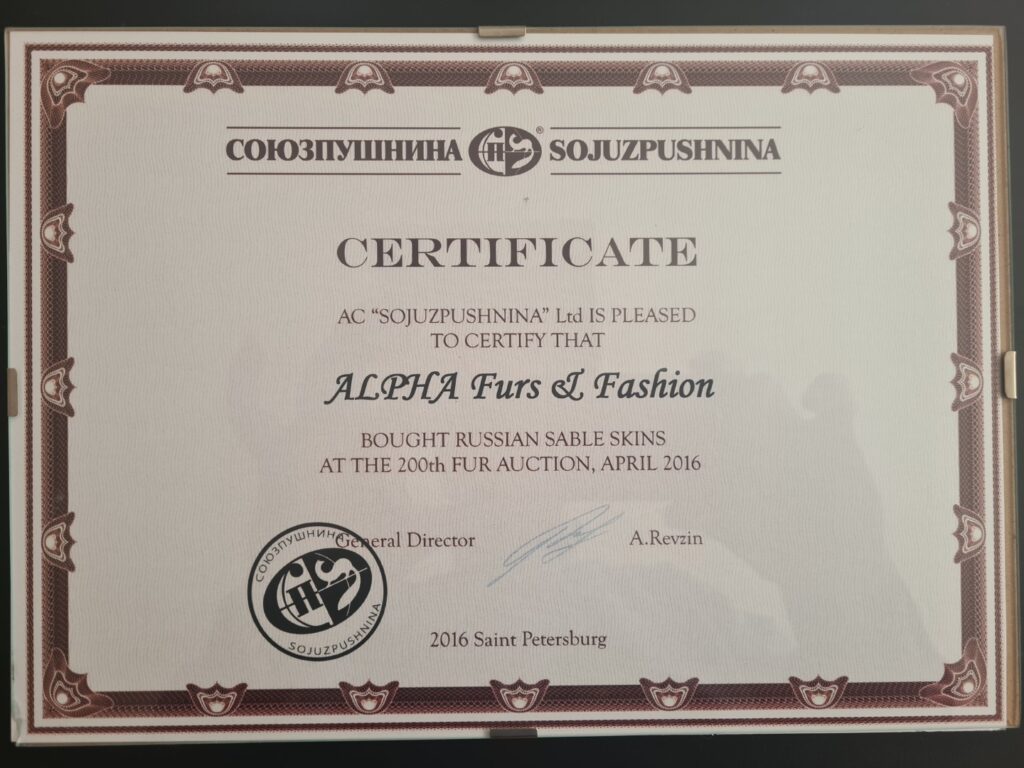 СОЮЗПУШНИНА ® SOJUZPUSHNINA
CERTIFICATE
AC “SOJUZPUSHNINA” Ltd IS PLEASED
TO CERTIFY THAT
ALPHA Furs & Fashion
BOUGHT RUSSIAN SABLE SKINS
AT THE 200th FUR AUCTION, APRIL 2016
General Director A.Revzin
СОЮЗПУШНИНА
SOJUZPUSHNINA
2016 Saint Petersburg